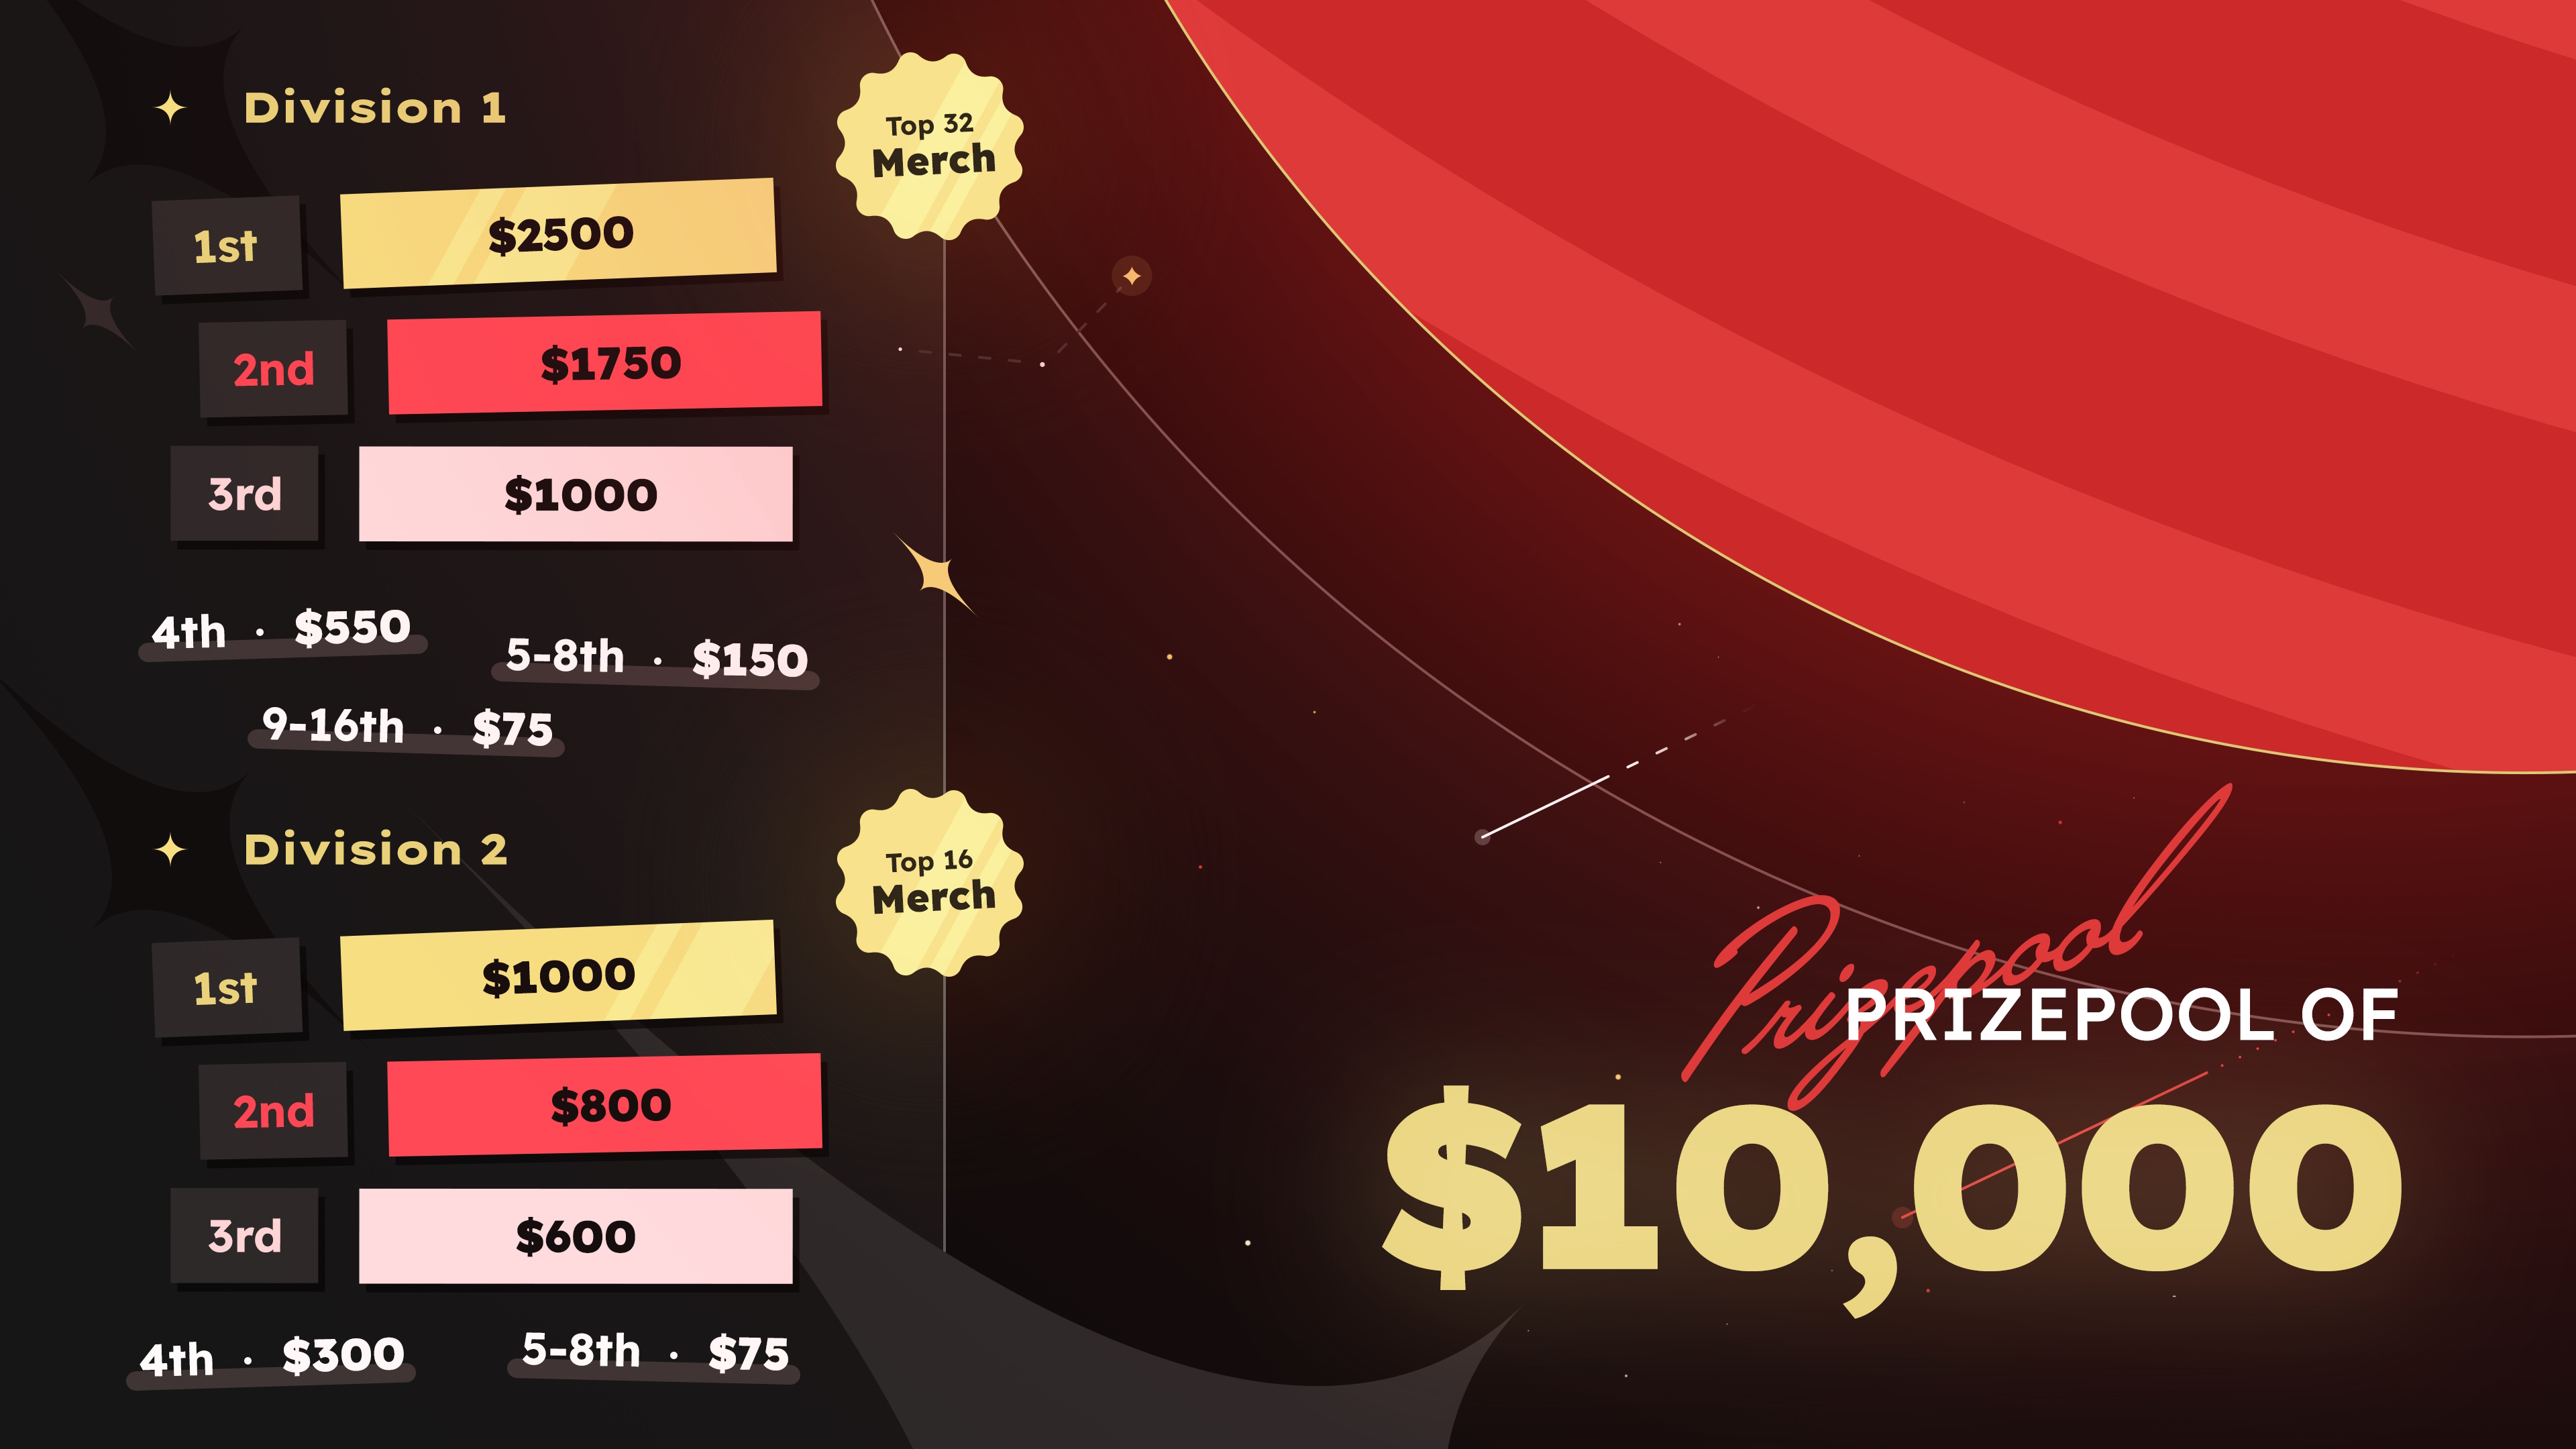 Division 1
1st $2500
2nd $1750
3rd $1000
4th · $550
5-8th · $150
9-16th · $75
Top 32
Merch
Division 2
1st $1000
2nd $800
3rd $600
4th · $300
5-8th · $75
Top 16
Merch
Prizepool
PRIZEPOOL OF
$10,000